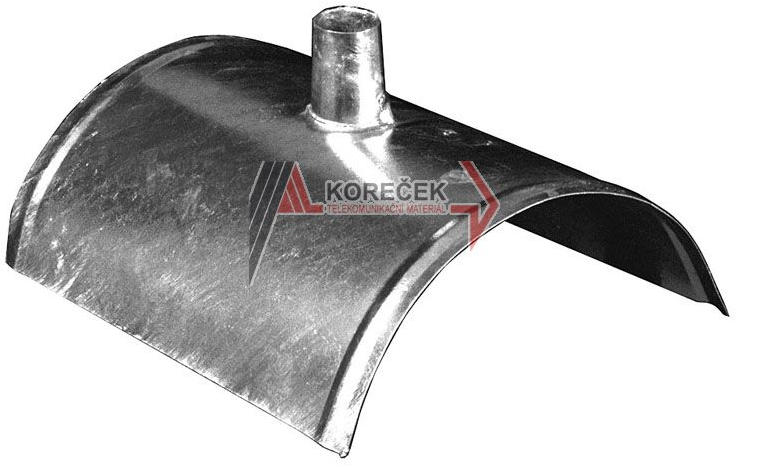 KOREČEK
TELEKOMUNIKAČNÍ MATERIÁL